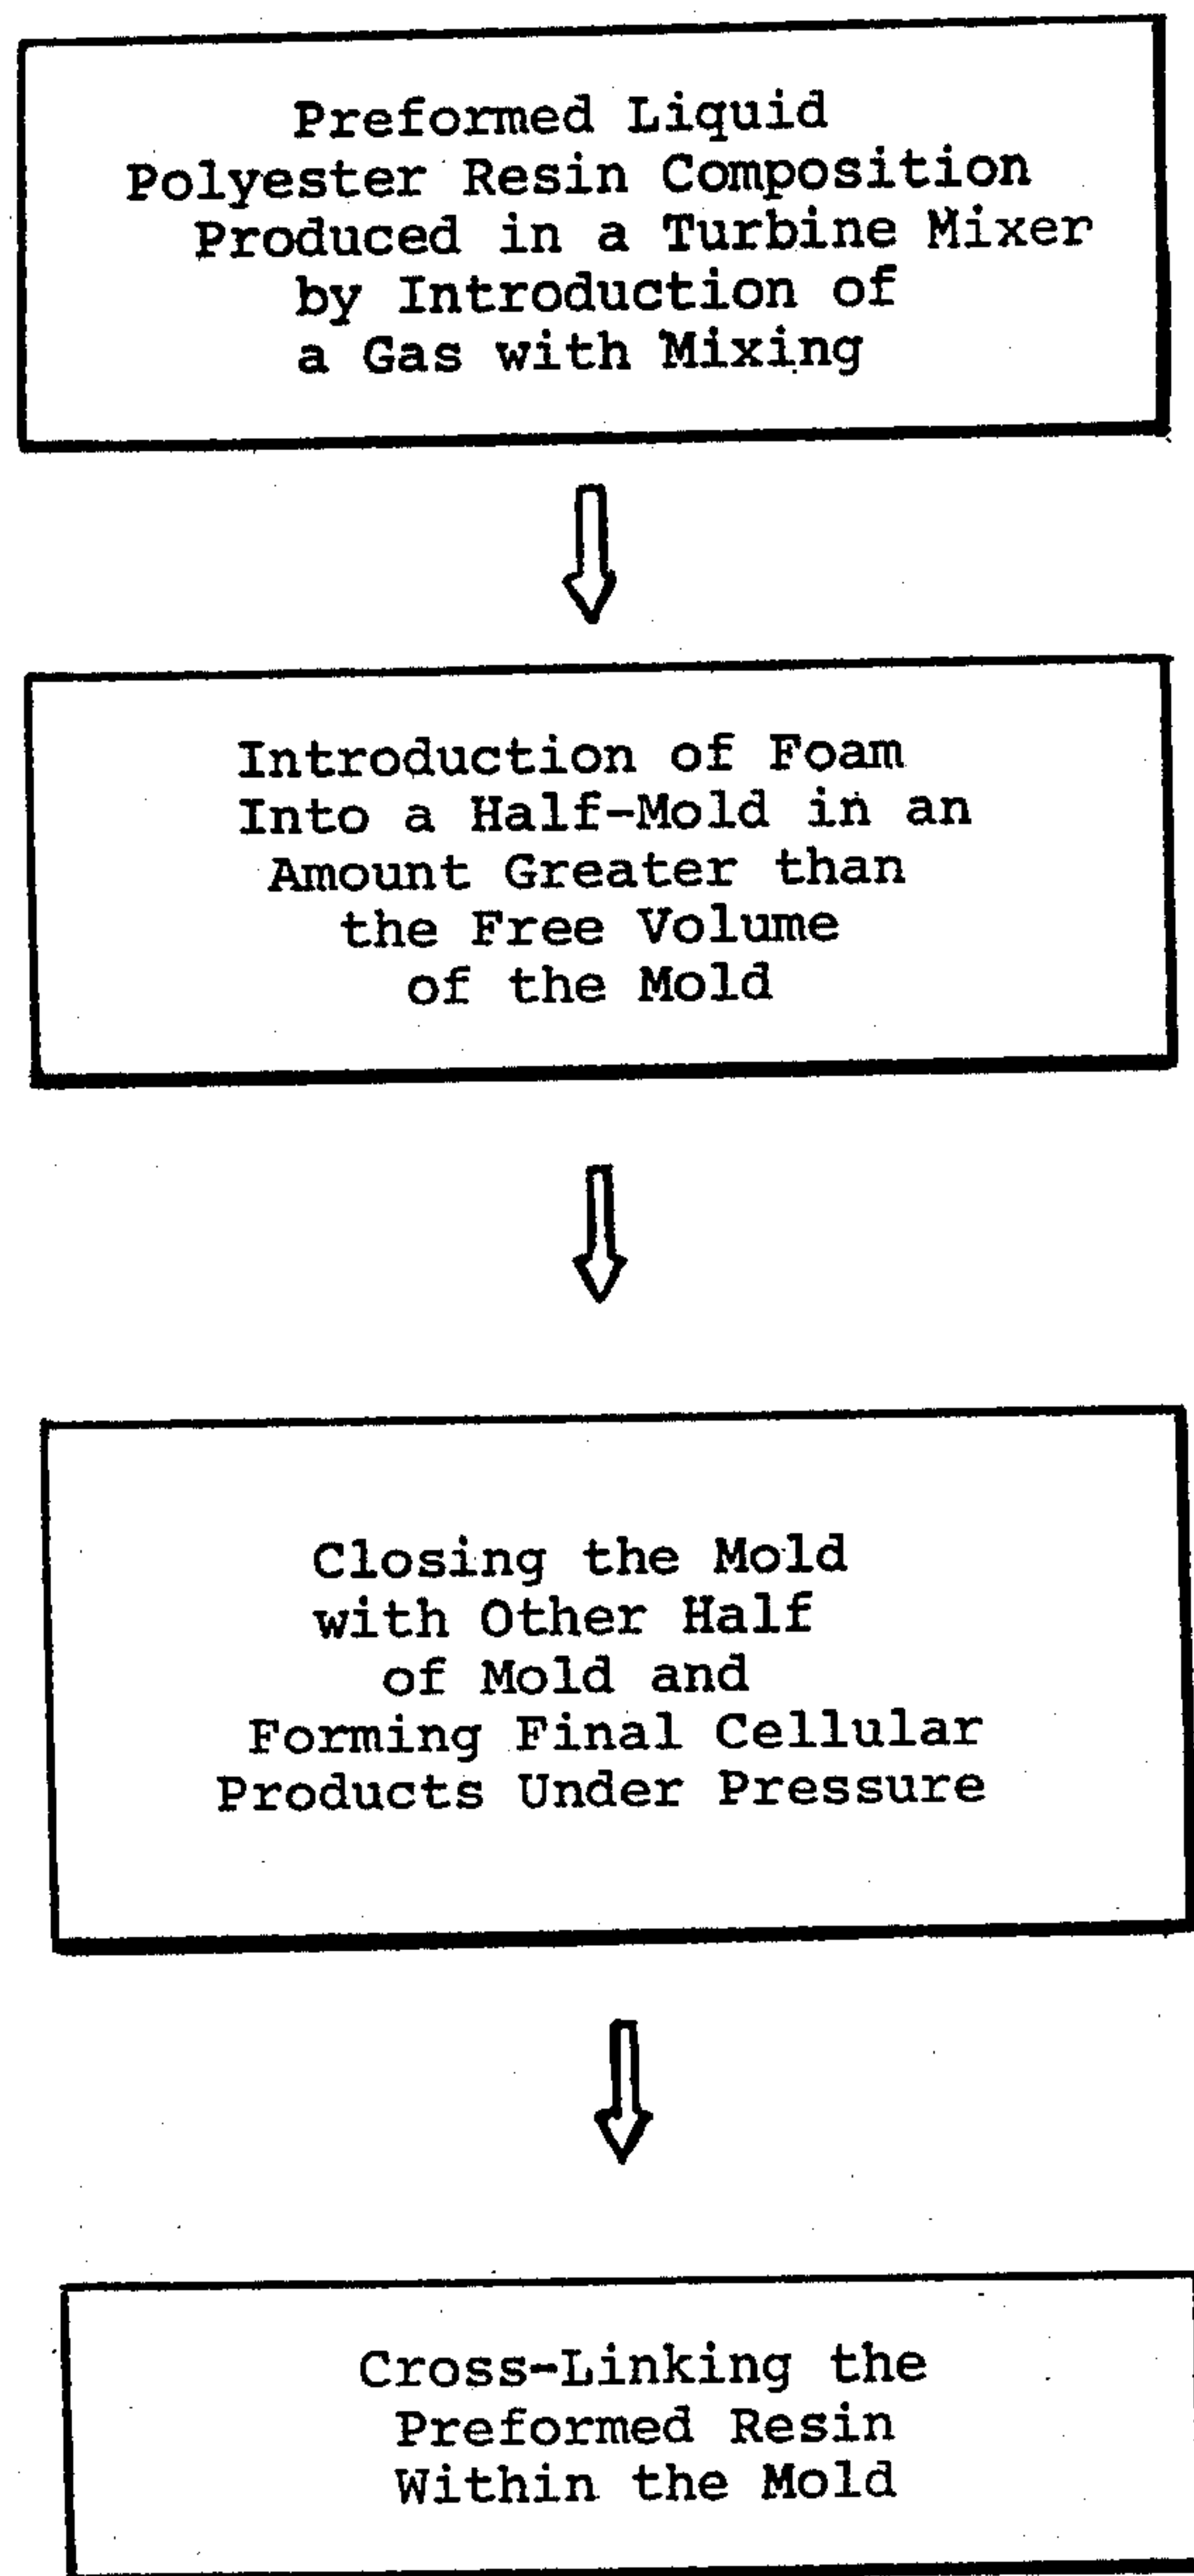 Preformed Liquid
Polyester Resin Composition
Produced in a Turbine Mixer
by Introduction of
a Gas with Mixing
Introduction of Foam
Into a Half-Mold in an
Amount Greater than
the Free Volume
of the Mold
Closing the Mold
with Other Half
of Mold and
Forming Final Cellular
Products Under Pressure
Cross-Linking the
Preformed Resin
Within the Mold